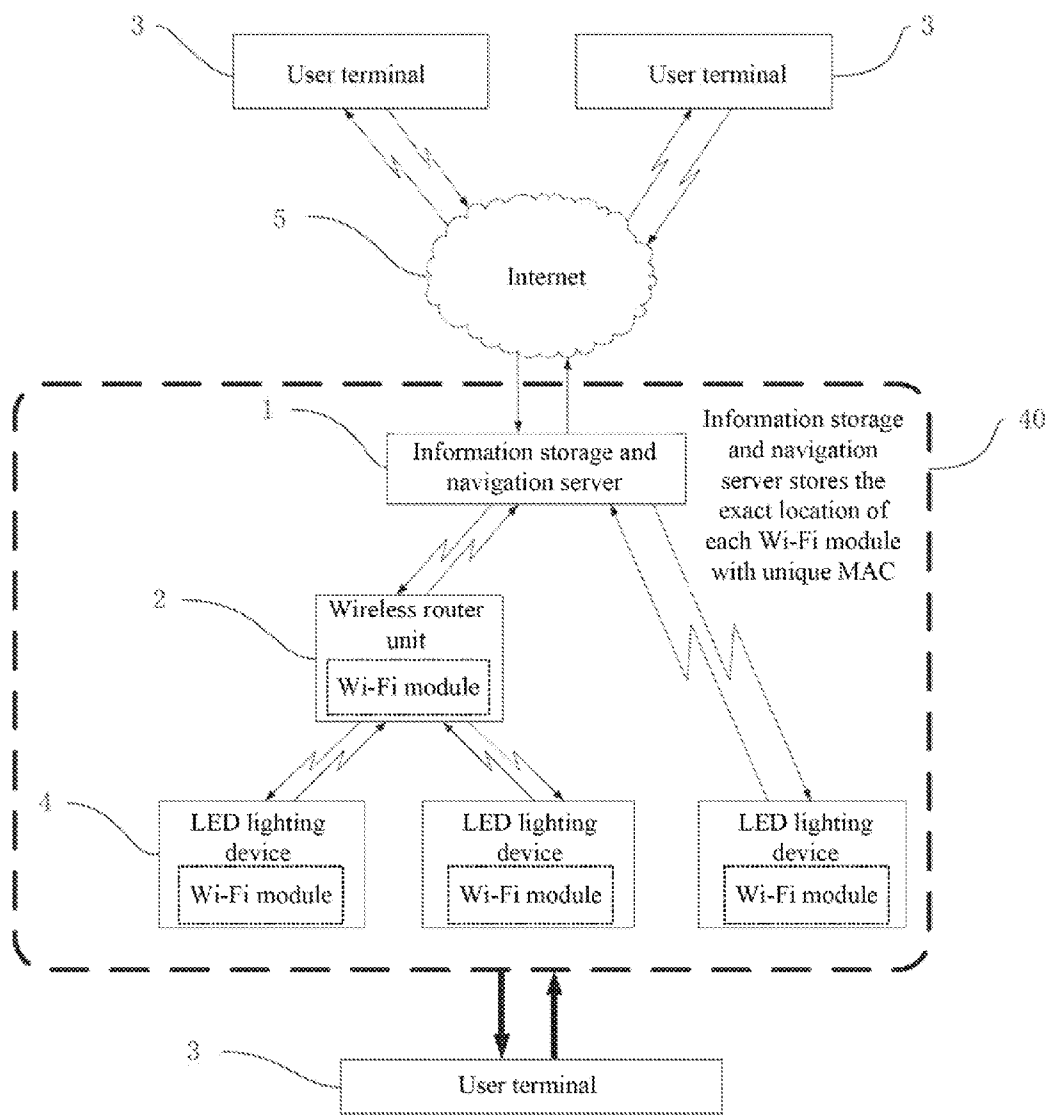 3
User terminal
User terminal
3
5
Internet
1
Information storage and
navigation server
Information storage
and navigation
server stores the
exact location of
each Wi-Fi module
with unique MAC
40
2
Wireless router
unit
Wi-Fi module
4
LED lighting
device
Wi-Fi module
LED lighting
device
Wi-Fi module
LED lighting
device
Wi-Fi module
3
User terminal